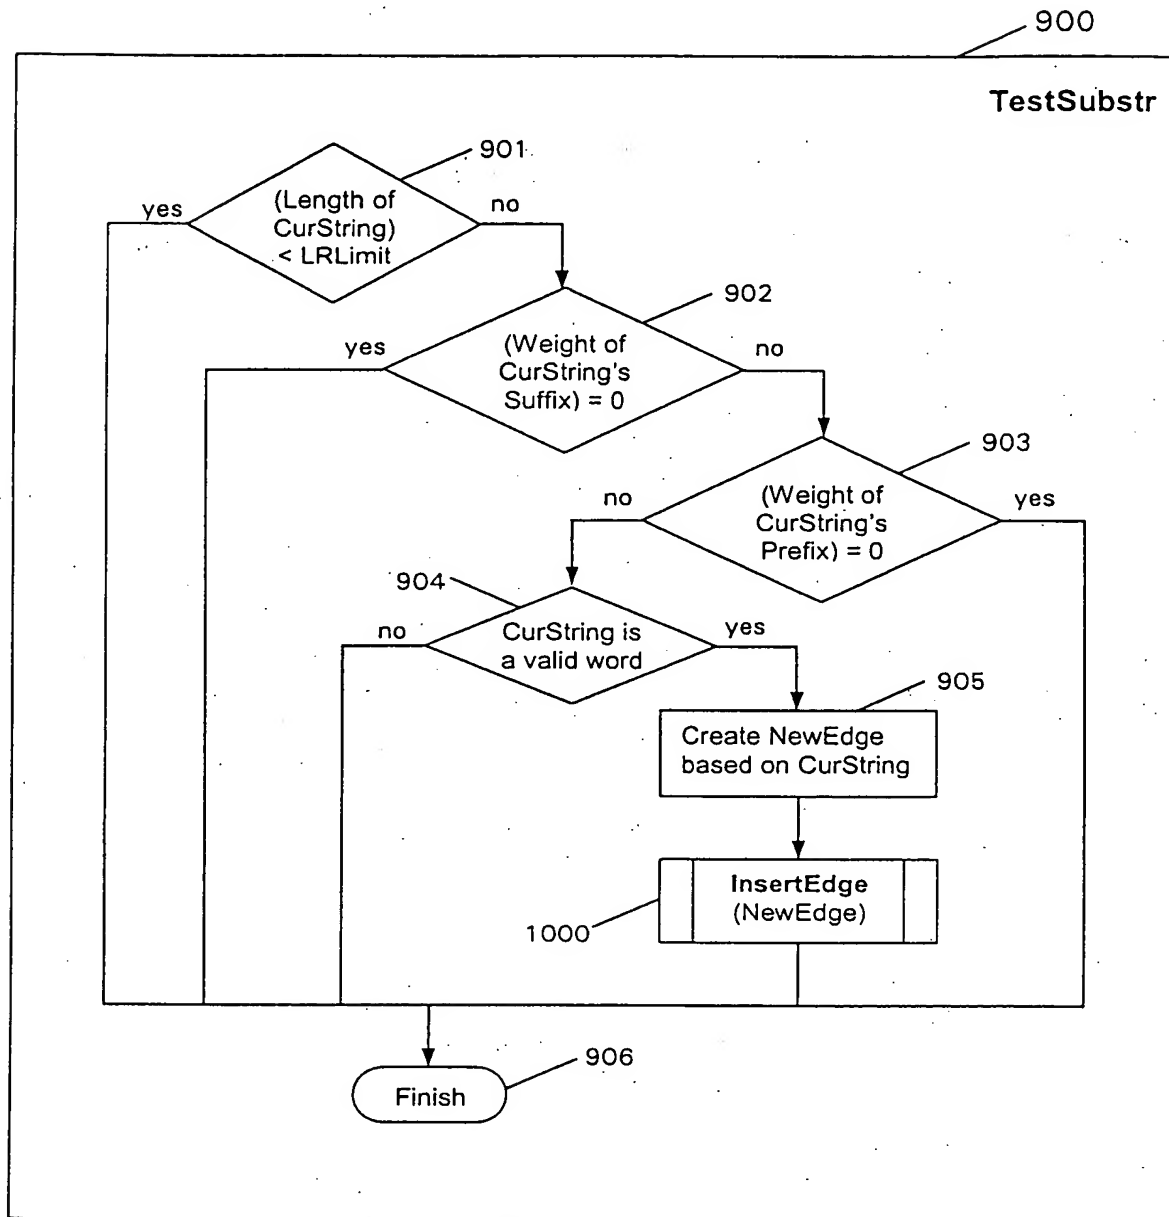 900
TestSubstr
901
(Length of
CurString)
< LRLimit
yes
no
902
(Weight of
CurString's
Suffix) = 0
yes
no
903
(Weight of
CurString's
Prefix) = 0
no
yes
904
CurString is
a valid word
no
yes
905
Create NewEdge
based on CurString
InsertEdge
(NewEdge)
1000
906
Finish